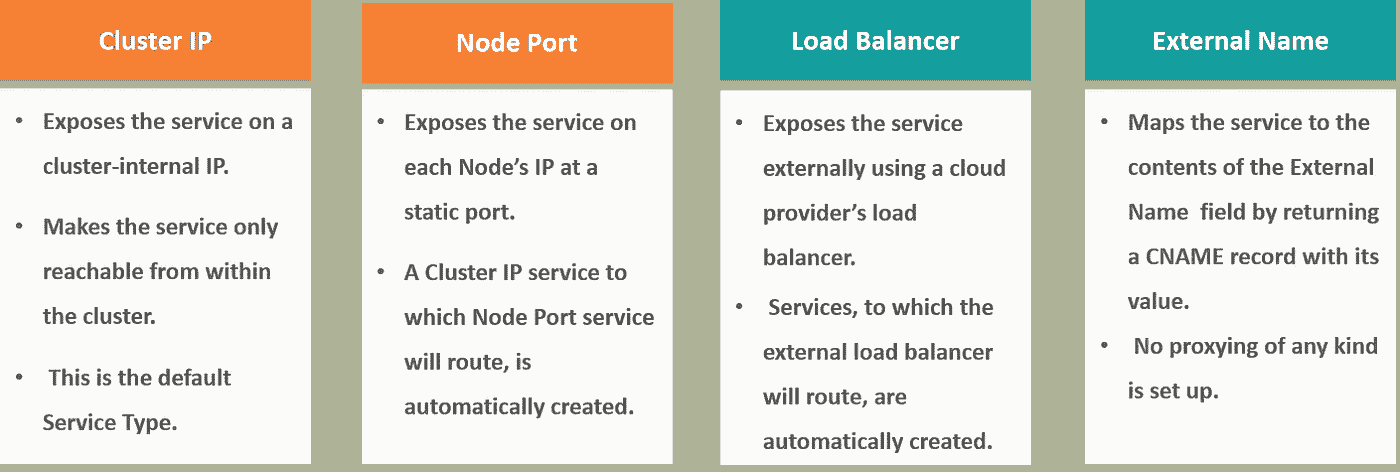 Cluster IP
• Exposes the service on a
cluster-internal IP.
• Makes the service only
reachable from within
the cluster.
• This is the default
Service Type.
Node Port
• Exposes the service on
each Node’s IP at a
static port.
• A Cluster IP service to
which Node Port service
will route, is
automatically created.
Load Balancer
• Exposes the service
externally using a cloud
provider’s load
balancer.
• Services, to which the
external load balancer
will route, are
automatically created.
External Name
• Maps the service to the
contents of the External
Name field by returning
a CNAME record with its
value.
• No proxying of any kind
is set up.